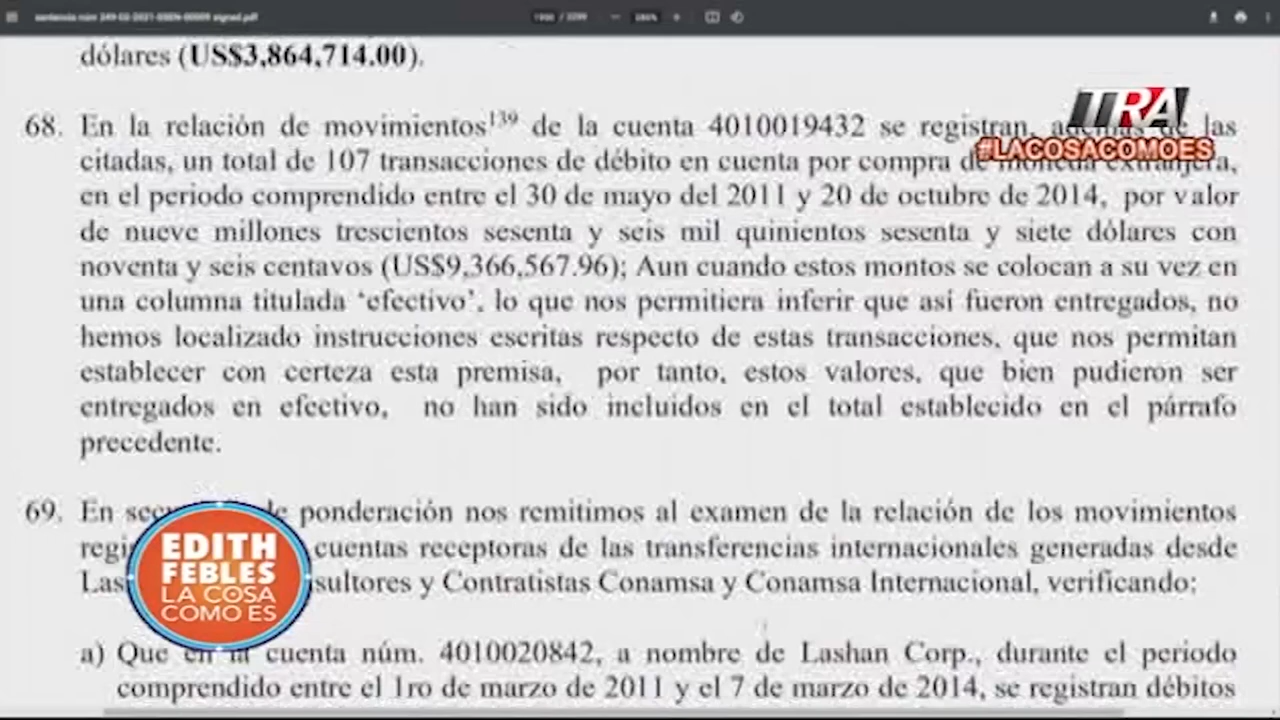 dólares (US$3,864,714.00).
TRA
#LACOSACOMOES
68. En la relación de movimientos139 de la cuenta 4010019432 se registran, además de las
citadas, un total de 107 transacciones de débito en cuenta por compra de moneda extranjera,
en el periodo comprendido entre el 30 de mayo del 2011 y 20 de octubre de 2014, por valor
de nueve millones trescientos sesenta y seis mil quinientos sesenta y siete dólares con
noventa y seis centavos (US$9,366,567.96); Aun cuando estos montos se colocan a su vez en
una columna titulada ‘efectivo’, lo que nos permitiera inferir que así fueron entregados, no
hemos localizado instrucciones escritas respecto de estas transacciones, que nos permitan
establecer con certeza esta premisa, por tanto, estos valores, que bien pudieron ser
entregados en efectivo, no han sido incluidos en el total establecido en el párrafo
precedente.
69. En de ponderación nos remitimos al examen de la relación de los movimientos
cuentas receptoras de las transferencias internacionales generadas desde
y Contratistas Conamsa y Conamsa Internacional, verificando;
EDITH
FEBLES
LA COSA
COMO ES
a) Que en la cuenta núm. 4010020842, a nombre de Lashan Corp., durante el periodo
comprendido entre el 1ro de marzo de 2011 y el 7 de marzo de 2014, se registran débitos